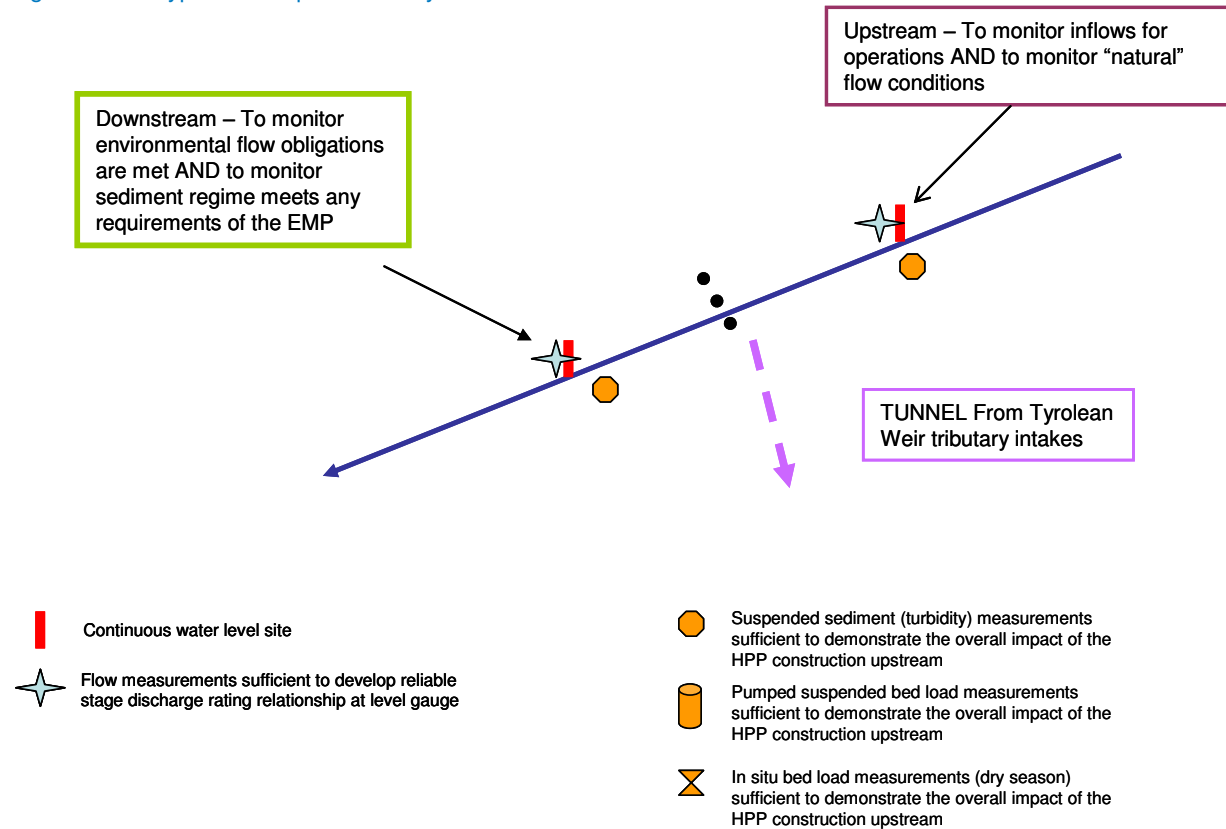 Upstream – To monitor inflows for
operations AND to monitor “natural”
flow conditions
Downstream – To monitor
environmental flow obligations
are met AND to monitor
sediment regime meets any
requirements of the EMP
TUNNEL From Tyrolean
Weir tributary intakes
Continuous water level site
Flow measurements sufficient to develop reliable
stage discharge rating relationship at level gauge
Suspended sediment (turbidity) measurements
sufficient to demonstrate the overall impact of the
HPP construction upstream
Pumped suspended bed load measurements
sufficient to demonstrate the overall impact of the
HPP construction upstream
In situ bed load measurements (dry season)
sufficient to demonstrate the overall impact of the
HPP construction upstream